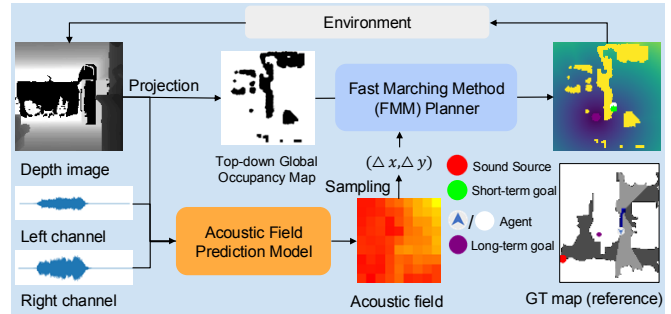 Environment
Projection
Fast Marching Method
(FMM) Planner
Depth image
Top-down Global
Occupancy Map
(△ x,△ y)
Sampling
Sound Source
Short-term goal
/
Agent
Long-term goal
Left channel
Acoustic Field
Prediction Model
Right channel
Acoustic field
GT map (reference)